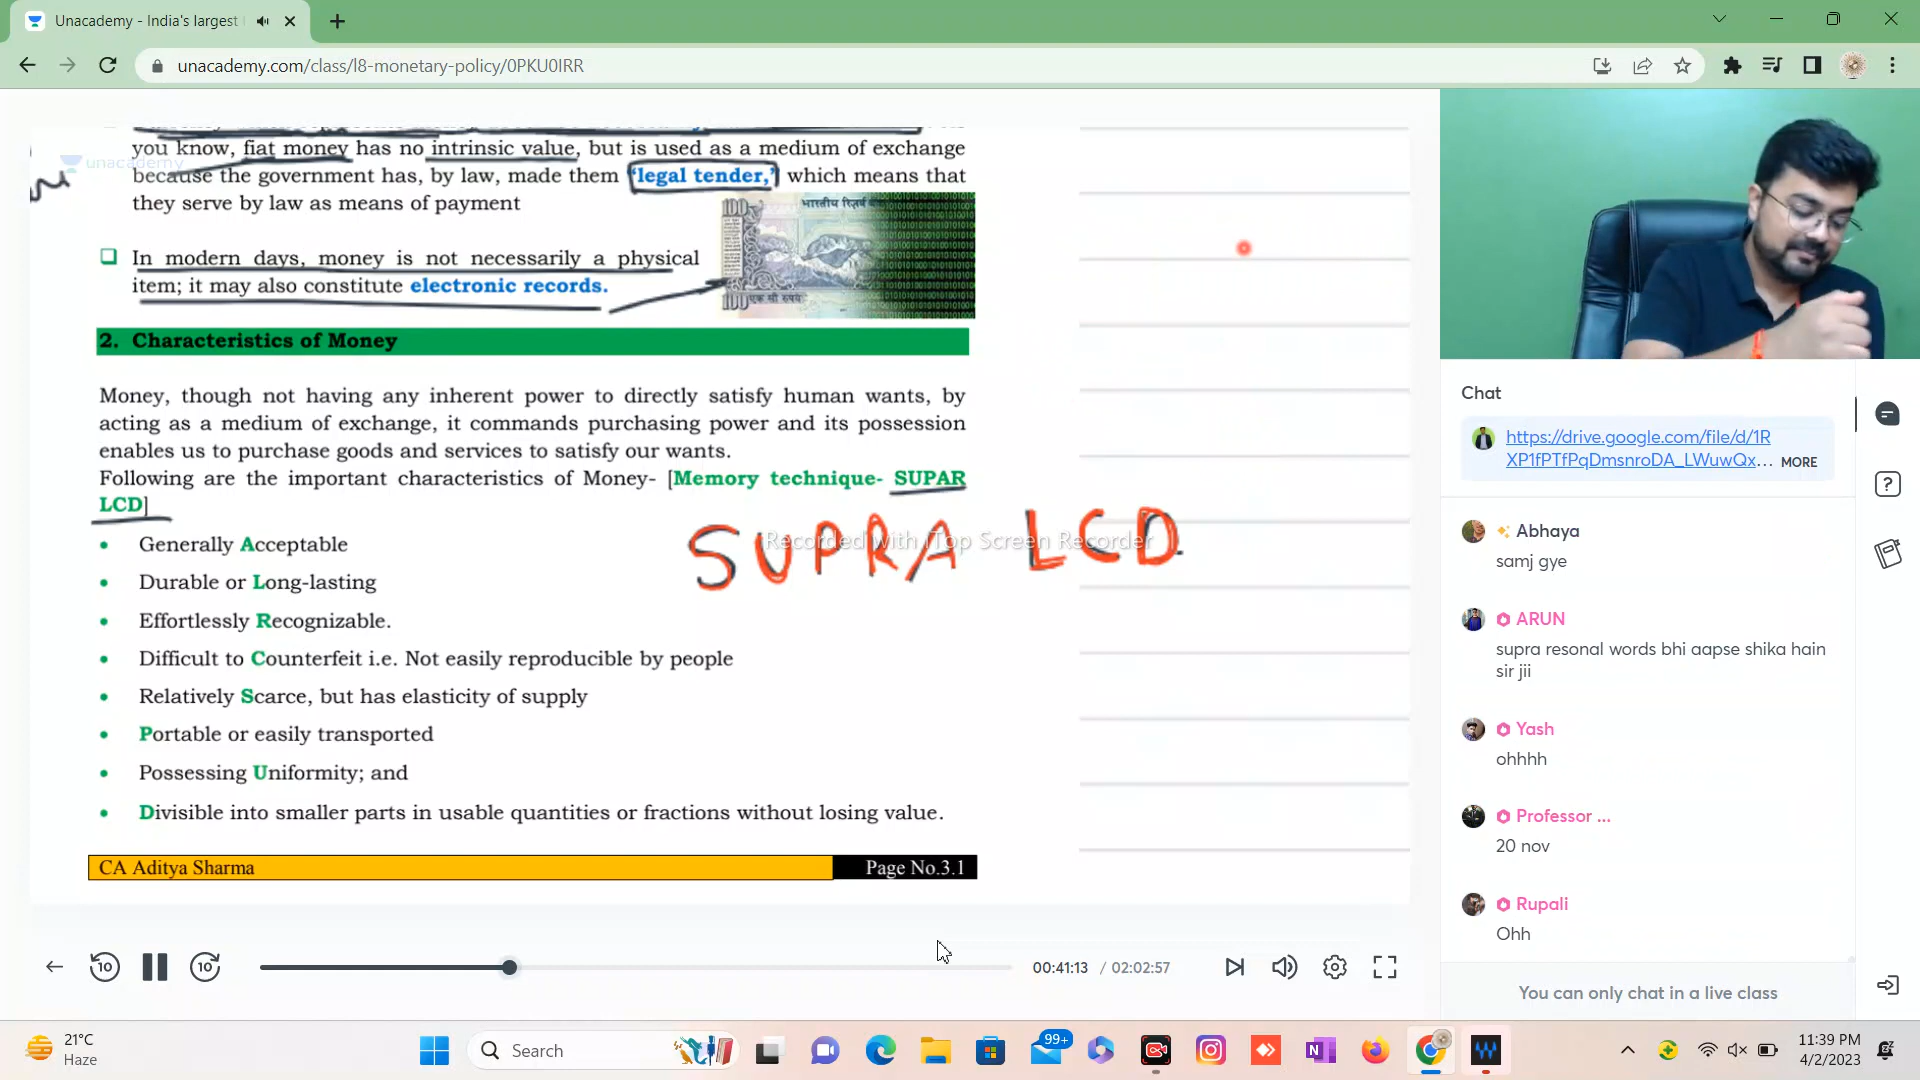 Unacademy - India's largest
unacademy.com/class/l8-monetary-policy/0PKU0IRR
unacademy
you know, fiat money has no intrinsic value, but is used as a medium of exchange
because the government has, by law, made them "legal tender," which means that
they serve by law as means of payment
In modern days, money is not necessarily a physical
item; it may also constitute electronic records.
100
100
एक सौ रुपये
2. Characteristics of Money
Money, though not having any inherent power to directly satisfy human wants, by
acting as a medium of exchange, it commands purchasing power and its possession
enables us to purchase goods and services to satisfy our wants.
Following are the important characteristics of Money- [Memory technique- SUPAR
LCD]
SUPRA LCD
Recorded with iTop Screen Recorder
• Generally Acceptable
• Durable or Long-lasting
• Effortlessly Recognizable.
• Difficult to Counterfeit i.e. Not easily reproducible by people
• Relatively Scarce, but has elasticity of supply
• Portable or easily transported
• Possessing Uniformity; and
• Divisible into smaller parts in usable quantities or fractions without losing value.
CA Aditya Sharma
Page No.3.1
10
10
00:41:13 / 02:02:57
Chat
https://drive.google.com/file/d/1R
XP1fPTfPqDmsnroDA_LWuwQx... MORE
Abhaya
samj gye
ARUN
supra resonal words bhi aapse shika hain
sir jii
Yash
ohhhh
Professor ...
20 nov
Rupali
Ohh
You can only chat in a live class
21°C
Haze
Search
99+
11:39 PM
4/2/2023